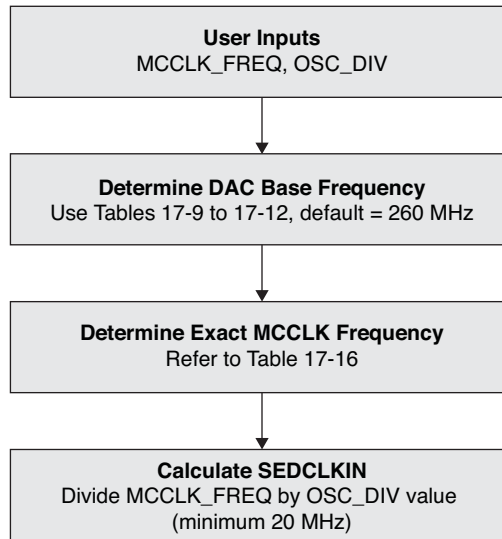 User Inputs
MCCLK_FREQ, OSC_DIV
Determine DAC Base Frequency
Use Tables 17-9 to 17-12, default = 260 MHz
Determine Exact MCCLK Frequency
Refer to Table 17-16
Calculate SEDCLKIN
Divide MCCLK_FREQ by OSC_DIV value
(minimum 20 MHz)